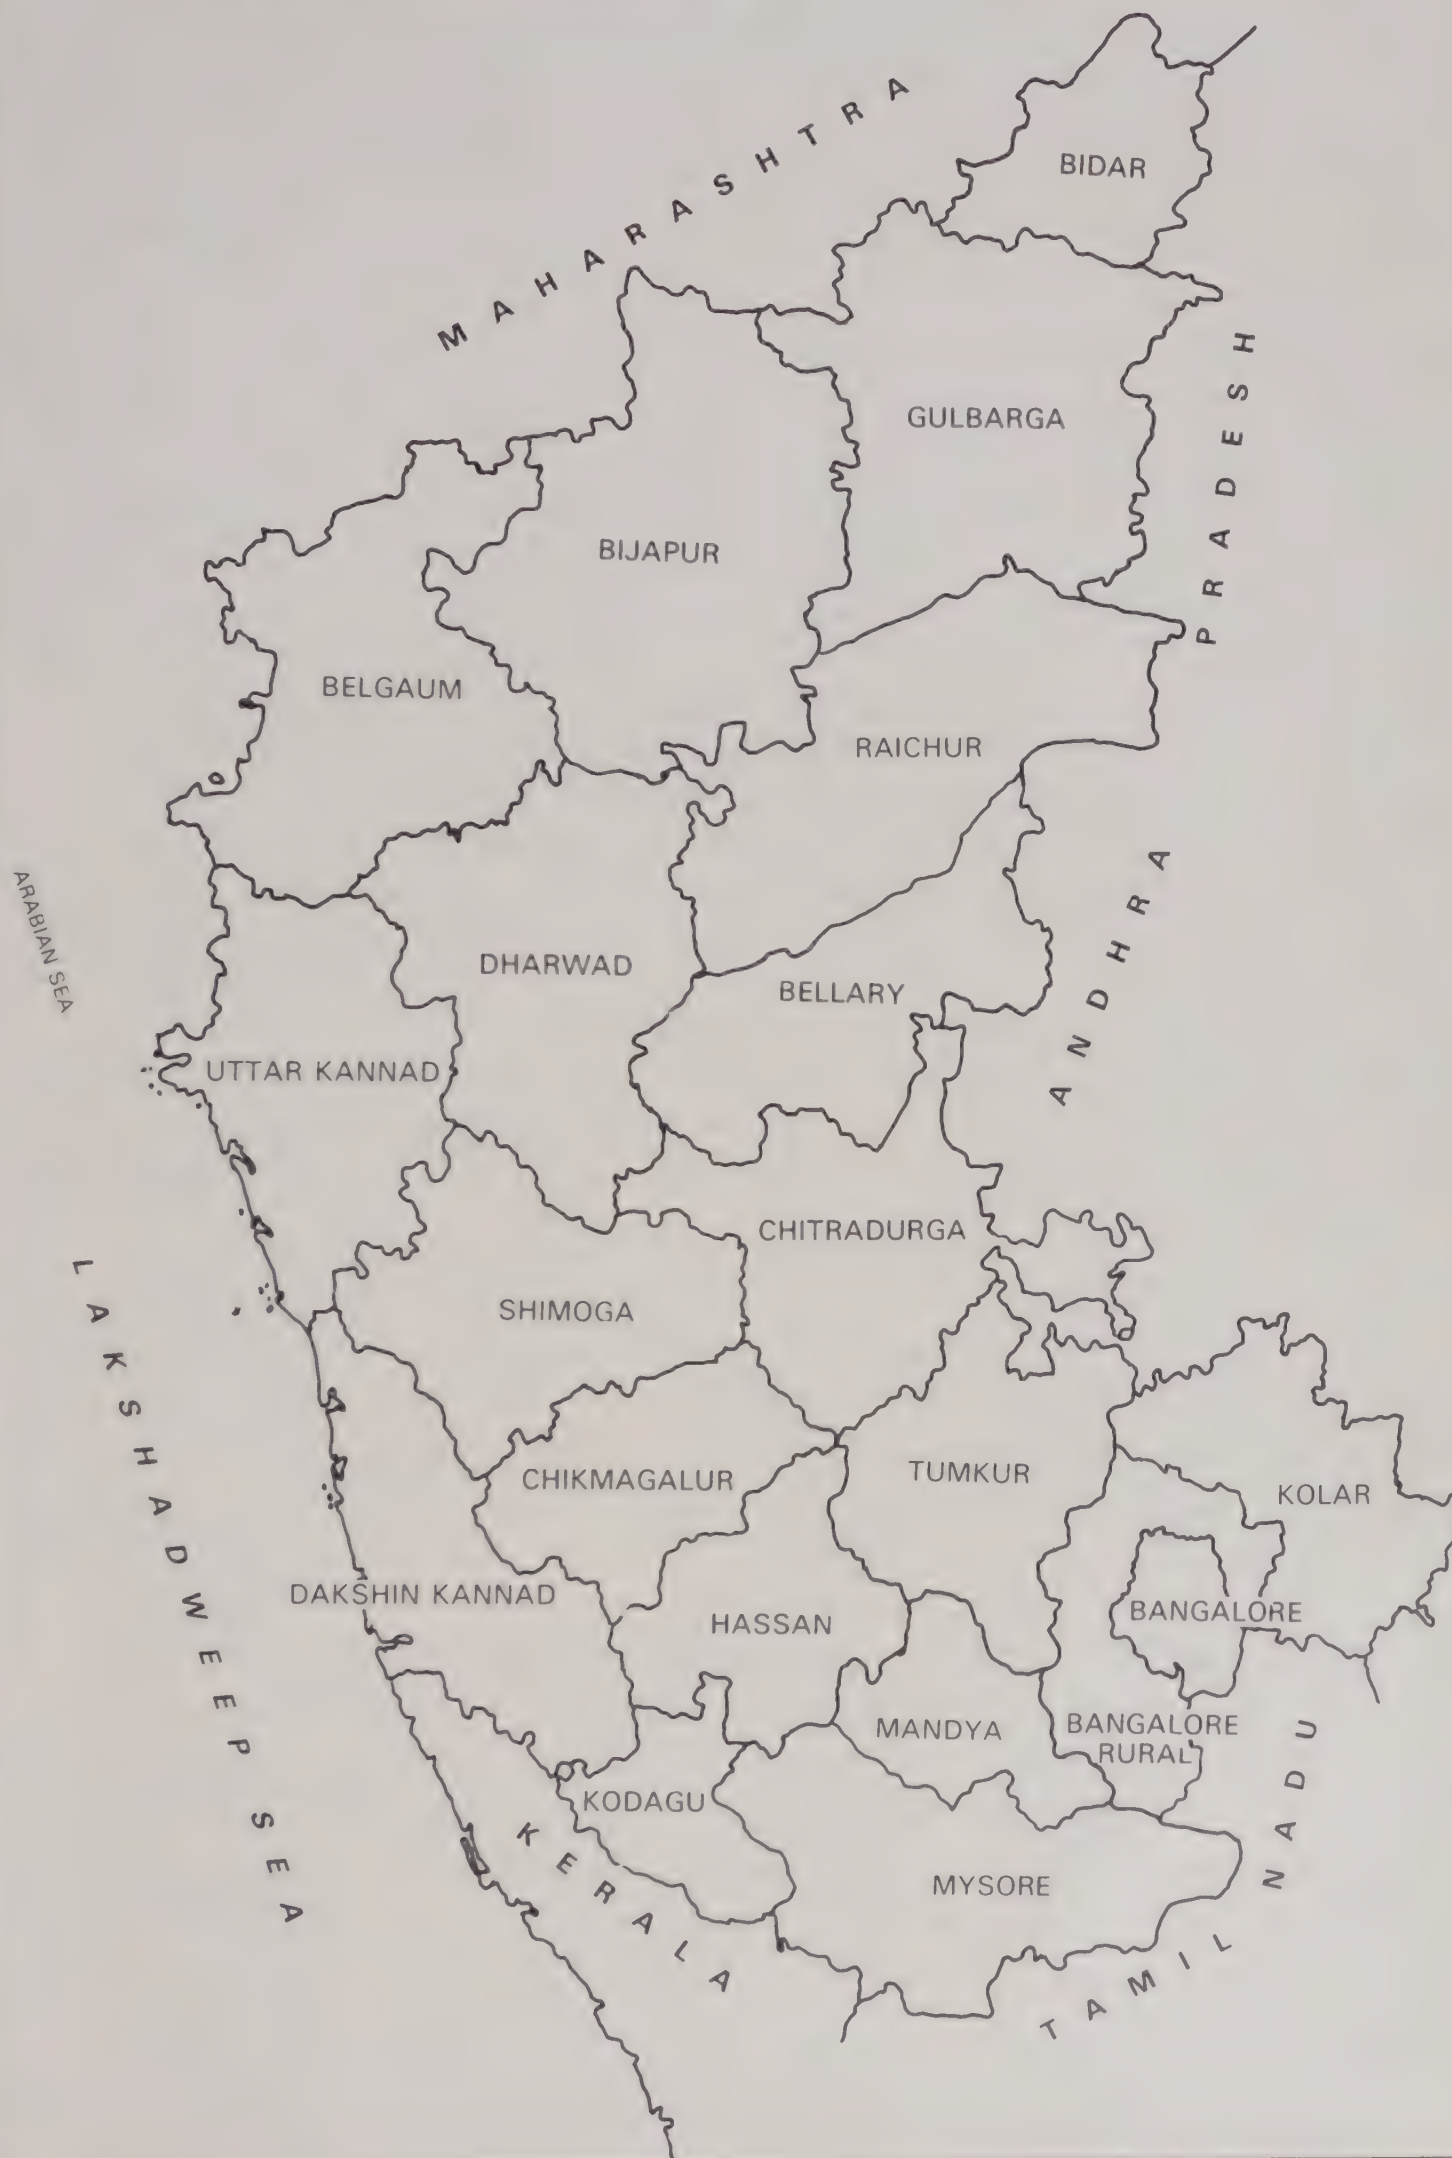 MAHARASHTRA
BIDAR
GULBARGA
BIJAPUR
BELGAUM
RAICHUR
ANDHRA PRADESH
ARABIAN SEA
DHARWAD
BELLARY
UTTAR KANNAD
CHITRADURGA
SHIMOGA
LAKSHADWEEP SEA
CHIKMAGALUR
TUMKUR
KOLAR
DAKSHIN KANNAD
HASSAN
BANGALORE
MANDYA
BANGALORE
RURAL
KODAGU
MYSORE
KERALA
TAMIL NADU